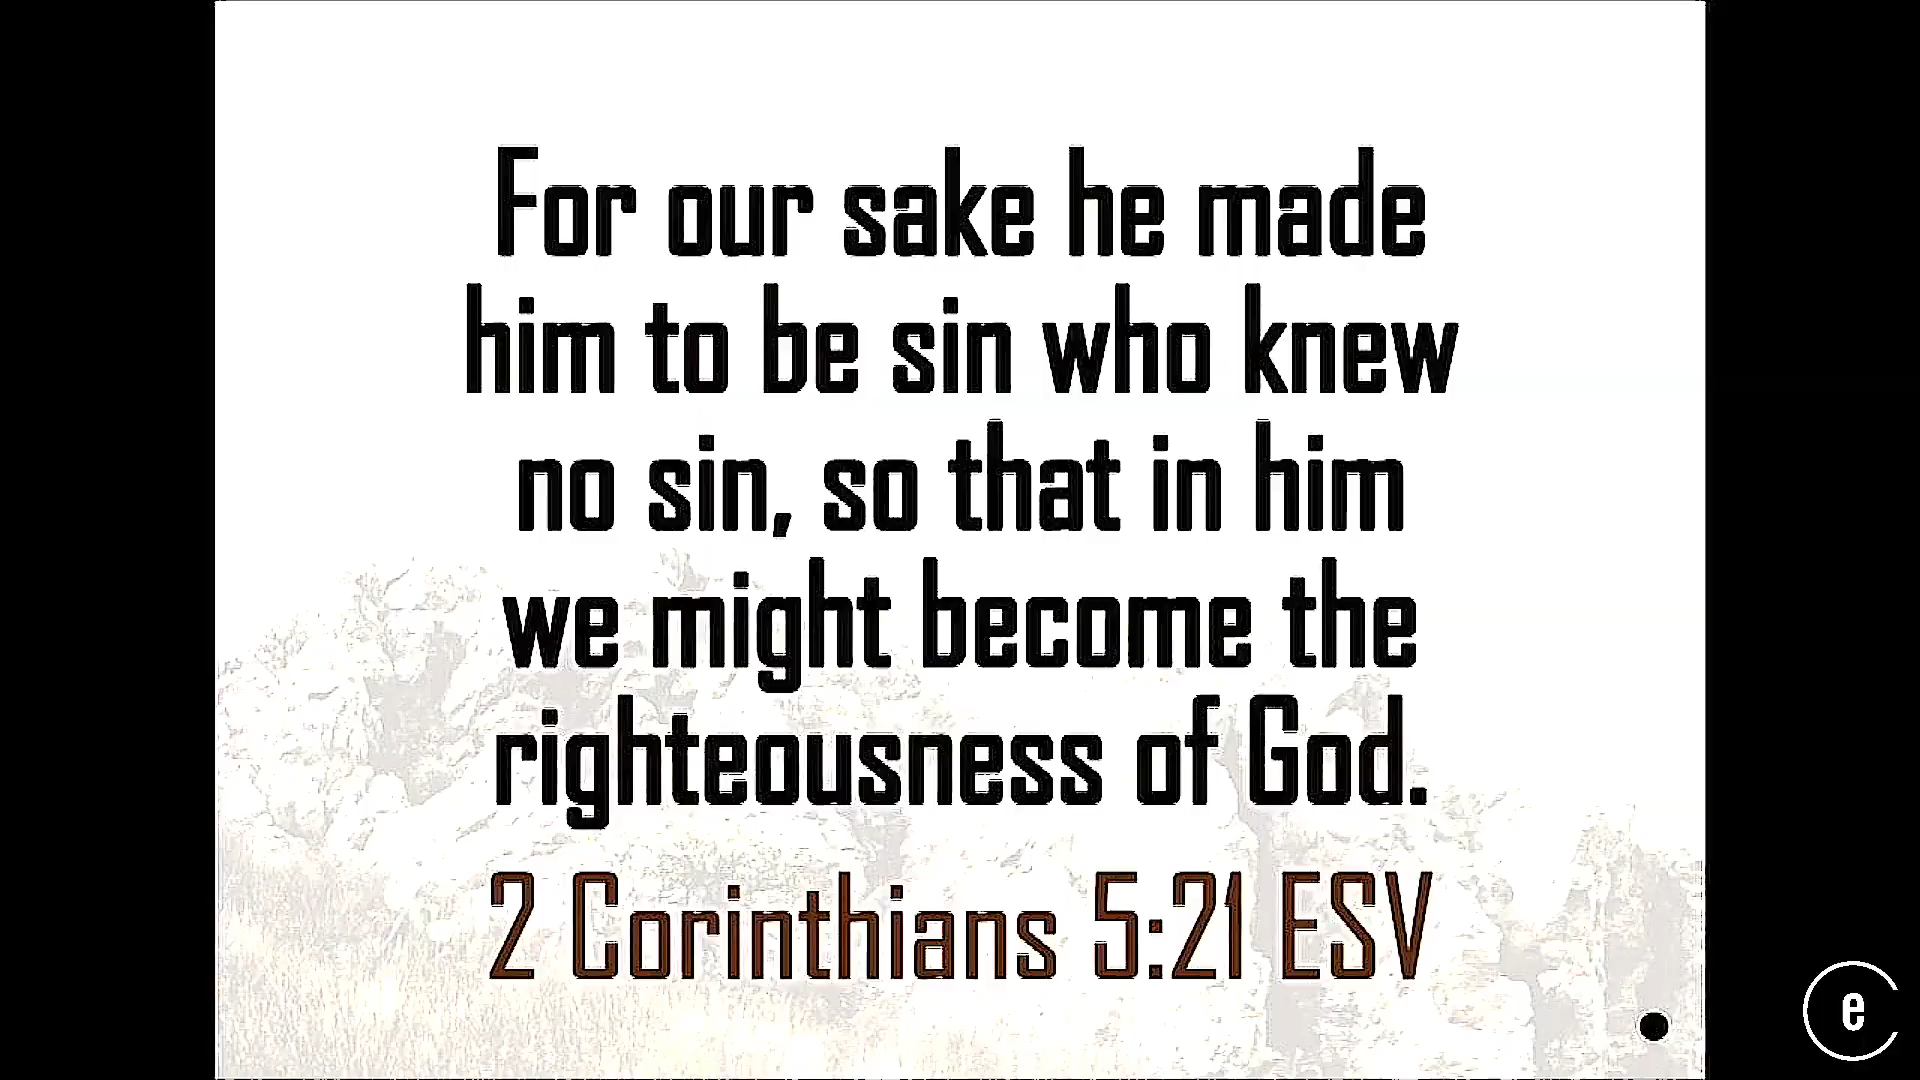 For our sake he made
him to be sin who knew
no sin, so that in him
we might become the
righteousness of God.
2 Corinthians 5:21 ESV
e